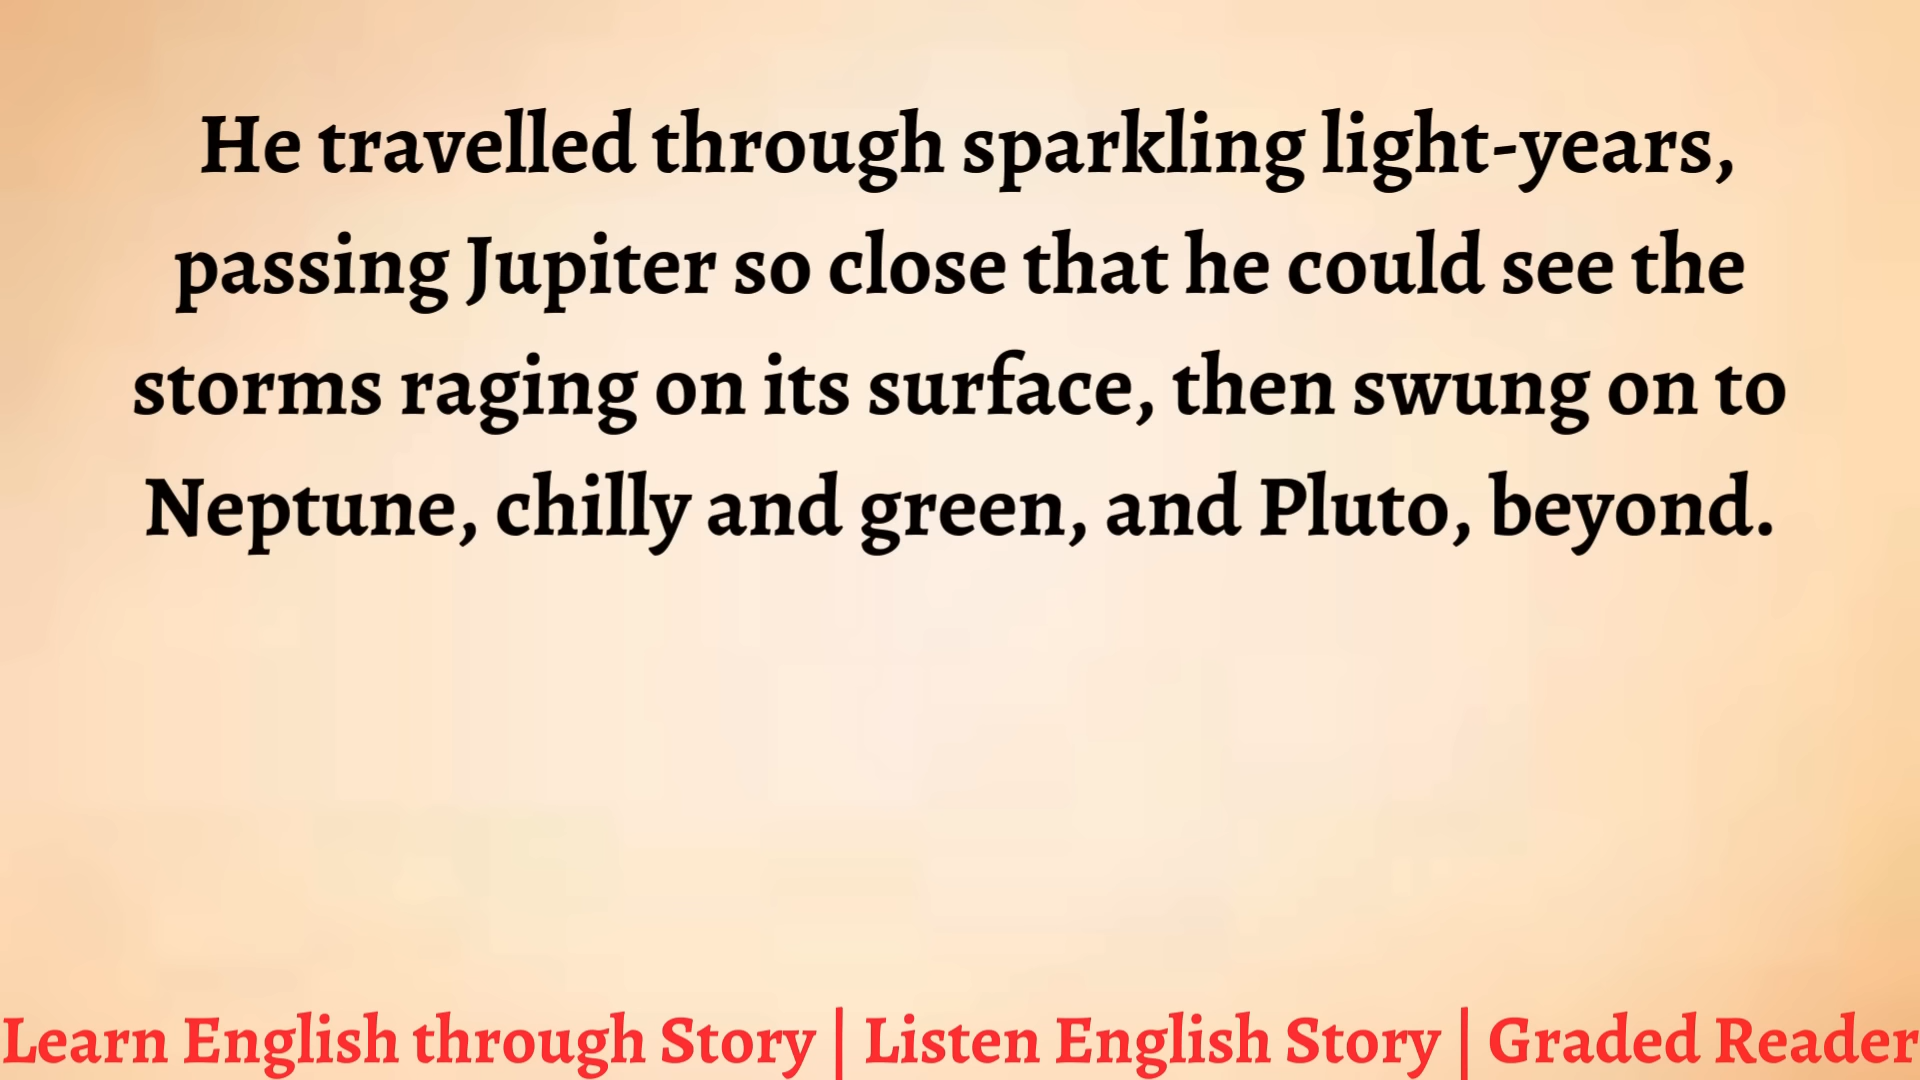 He travelled through sparkling light-years,
passing Jupiter so close that he could see the
storms raging on its surface, then swung on to
Neptune, chilly and green, and Pluto, beyond.
Learn English through Story | Listen English Story | Graded Reader